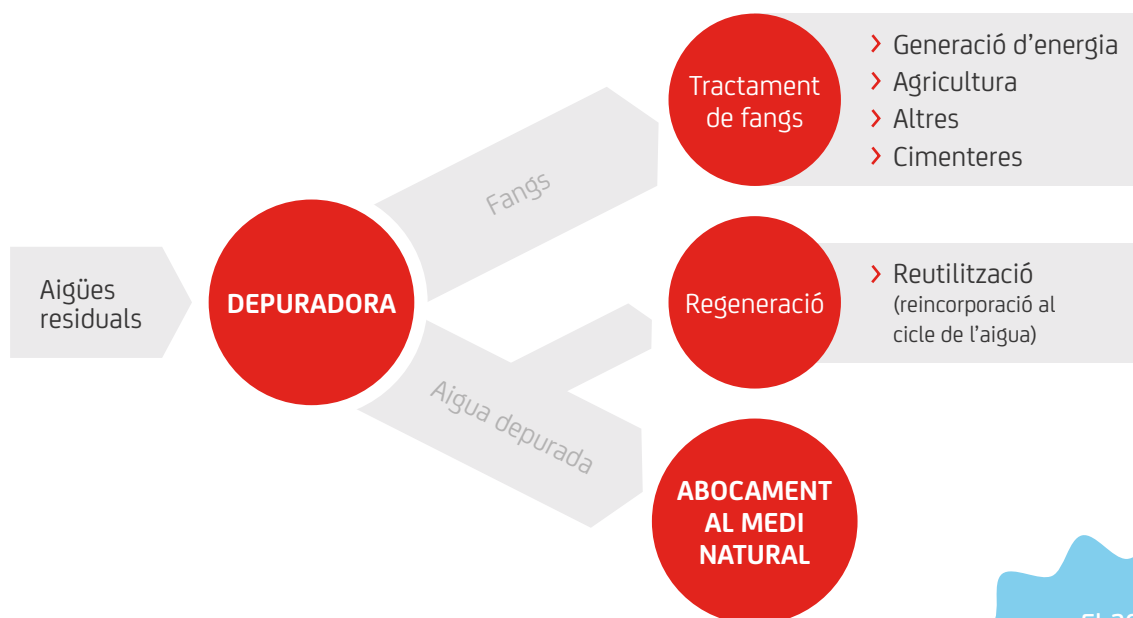 Aigües
residuals
DEPURADORA
Fangs
Aigua depurada
Tractament
de fangs
Generació d’energia
Agricultura
Altres
Cimenteres
Regeneració
Reutilització
(reincorporació al
cicle de l’aigua)
ABOCAMENT
AL MEDI
NATURAL